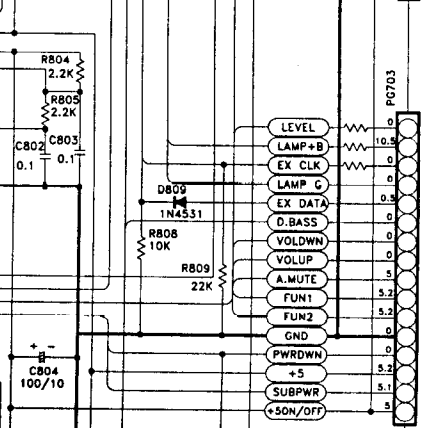 R804
2.2K
R805
2.2K
C802
0.1
C803
0.1
D809
1N4531
R808
10K
R809
22K
C804
100/10
+ -
PG703
LEVEL 0
LAMP+B 10.5
EX CLK 0
LAMP G 0
EX DATA 0.5
D.BASS 0
VOLDWN 0
VOLUP 0
A.MUTE 5
FUN1 5.2
FUN2 5.2
GND 0
PWRDWN 0
+5 5.2
SUBPWR 5.1
+5ON/OFF 5